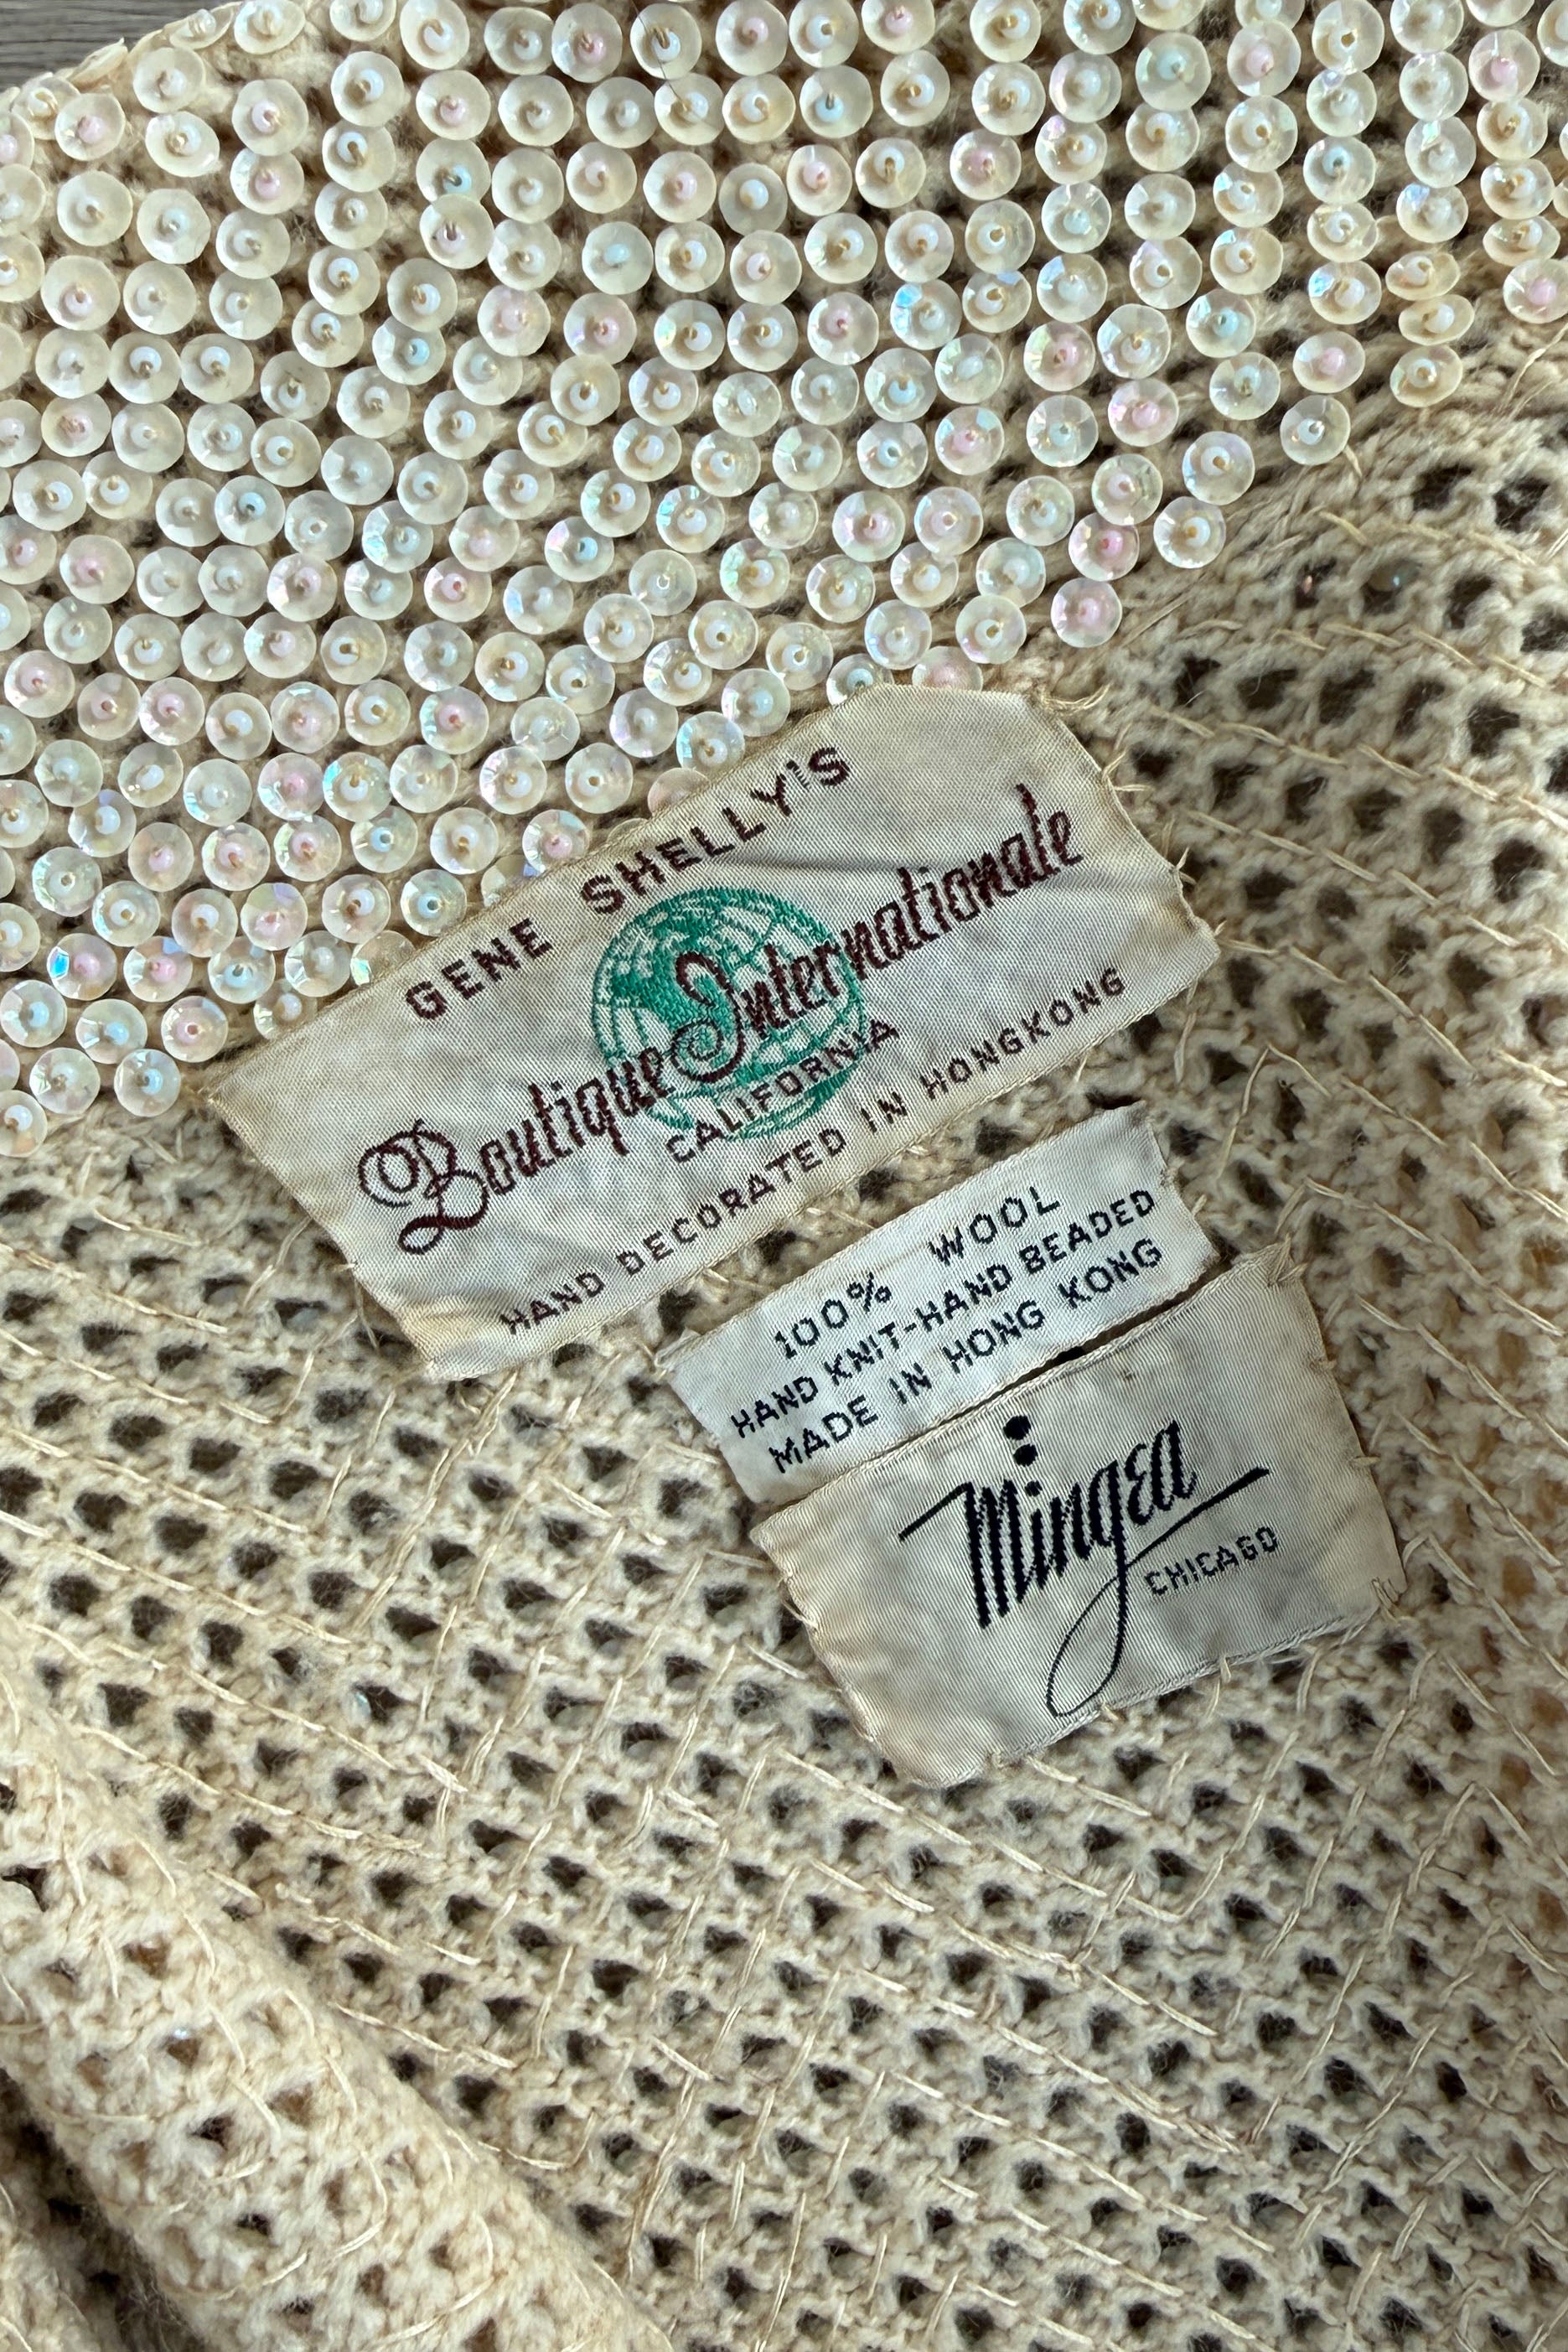 GENE SHELLY'S
Boutique Internationale
CALIFORNIA
HAND DECORATED IN HONGKONG
100% WOOL
HAND KNIT-HAND BEADED
MADE IN HONG KONG
Mingea
CHICAGO